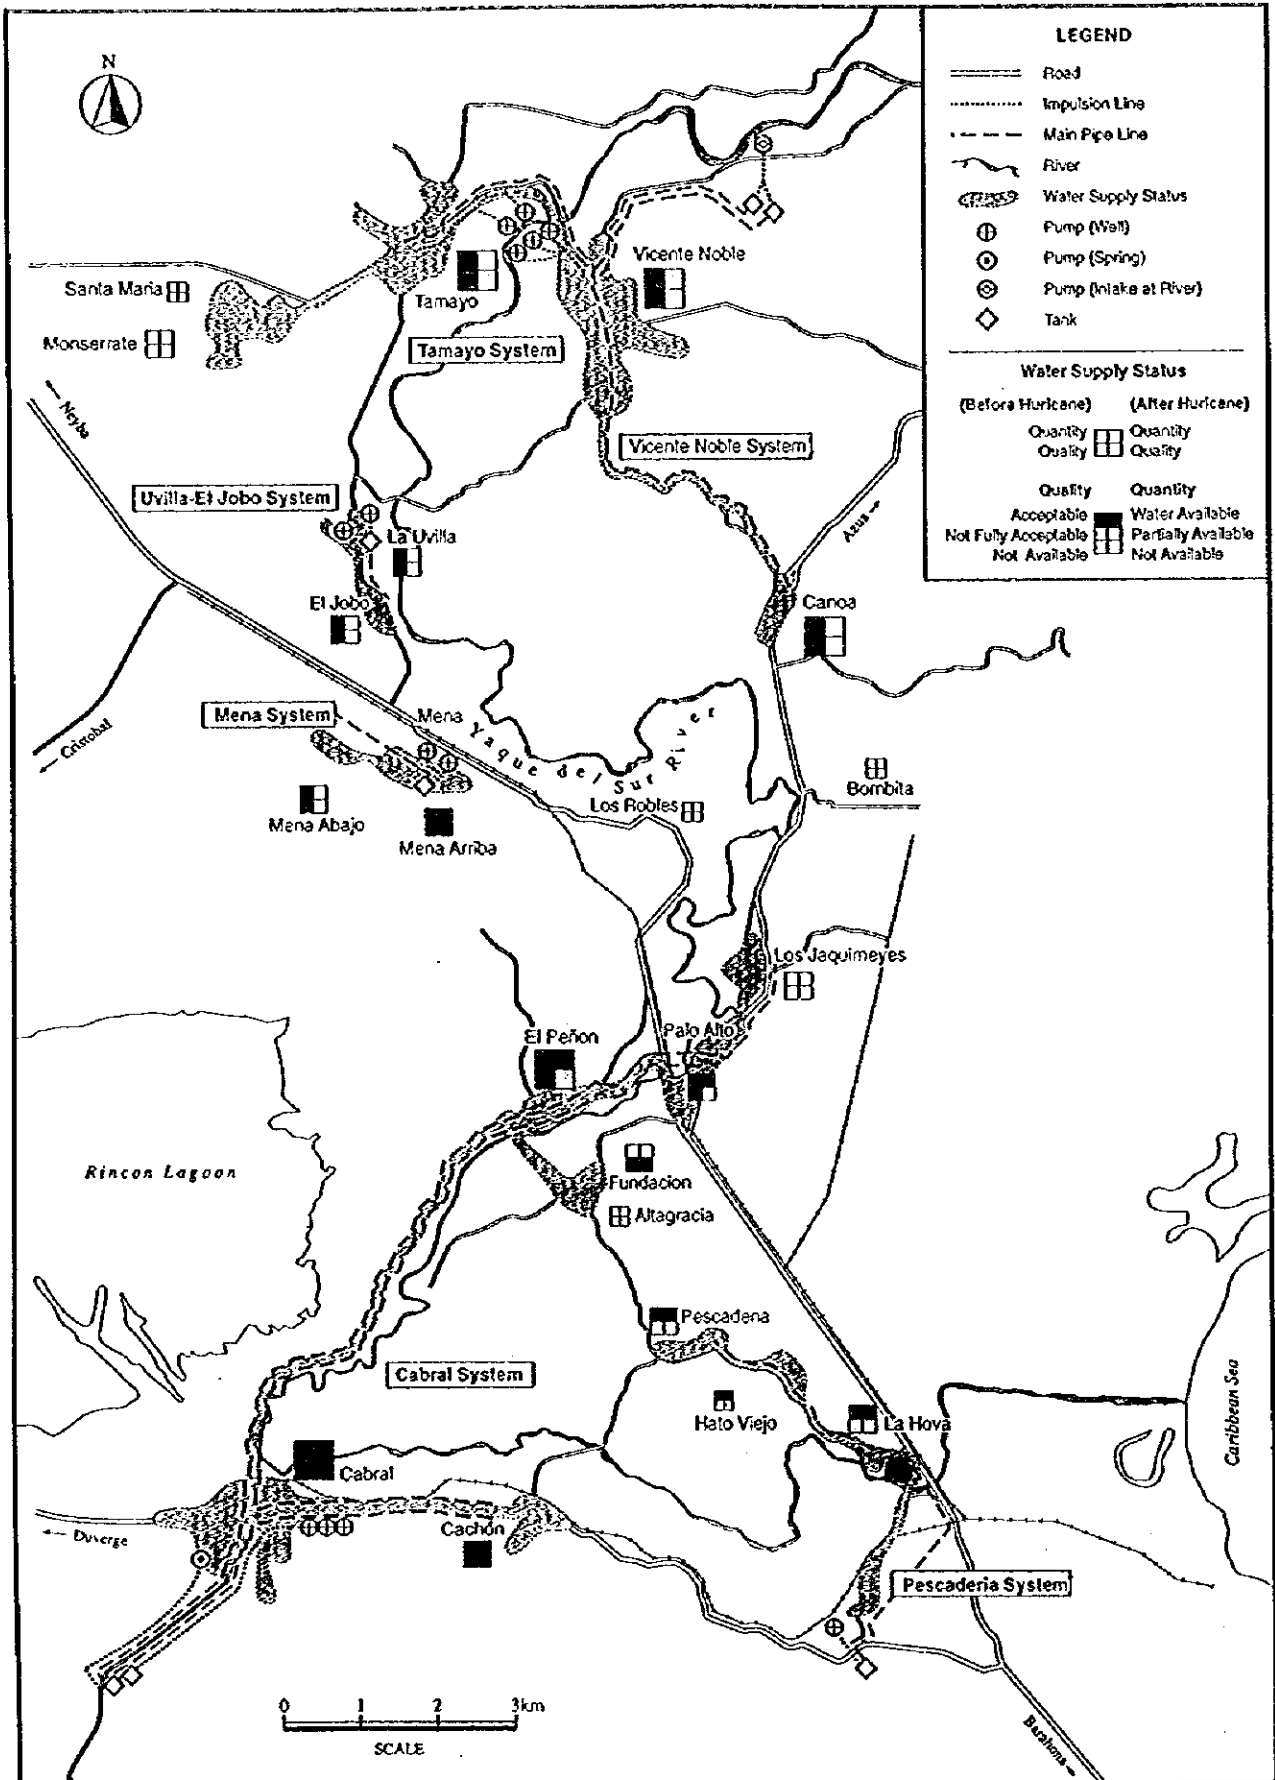 N
LEGEND
Road
Impulsion Line
Main Pipe Line
River
Water Supply Status
Pump (Well)
Pump (Spring)
Pump (Intake at River)
Tank
Water Supply Status
(Before Huricane) (After Huricane)
Quantity Quantity
Quality Quality
Quality Quantity
Acceptable Water Available
Not Fully Acceptable Partially Available
Not Available Not Available
Vicente Noble
Santa Maria
Tamayo
Monserrate
Tamayo System
← Neyba
Vicente Noble System
Uvilla-El Jobo System
Azua →
La Uvilla
El Jobo
Canoa
Mena System
Mena
Yaque del Sur River
← Cristobal
Bombita
Los Robles
Mena Abajo
Mena Arriba
Los Jaquimeyes
El Peñon
Palo Alto
Rincon Lagoon
Fundacion
Altagracia
Pescadena
Cabral System
Caribbean Sea
Hato Viejo
La Hova
Cabral
← Duverge
Cachón
Pescaderia System
0 1 2 3km
SCALE
Barahona →